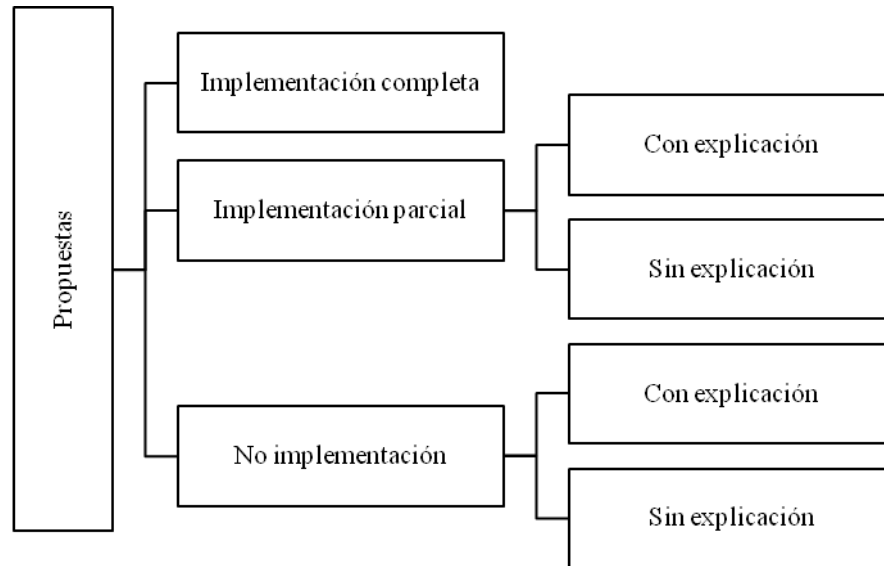 Propuestas
Implementación completa
Implementación parcial
Con explicación
Sin explicación
No implementación
Con explicación
Sin explicación